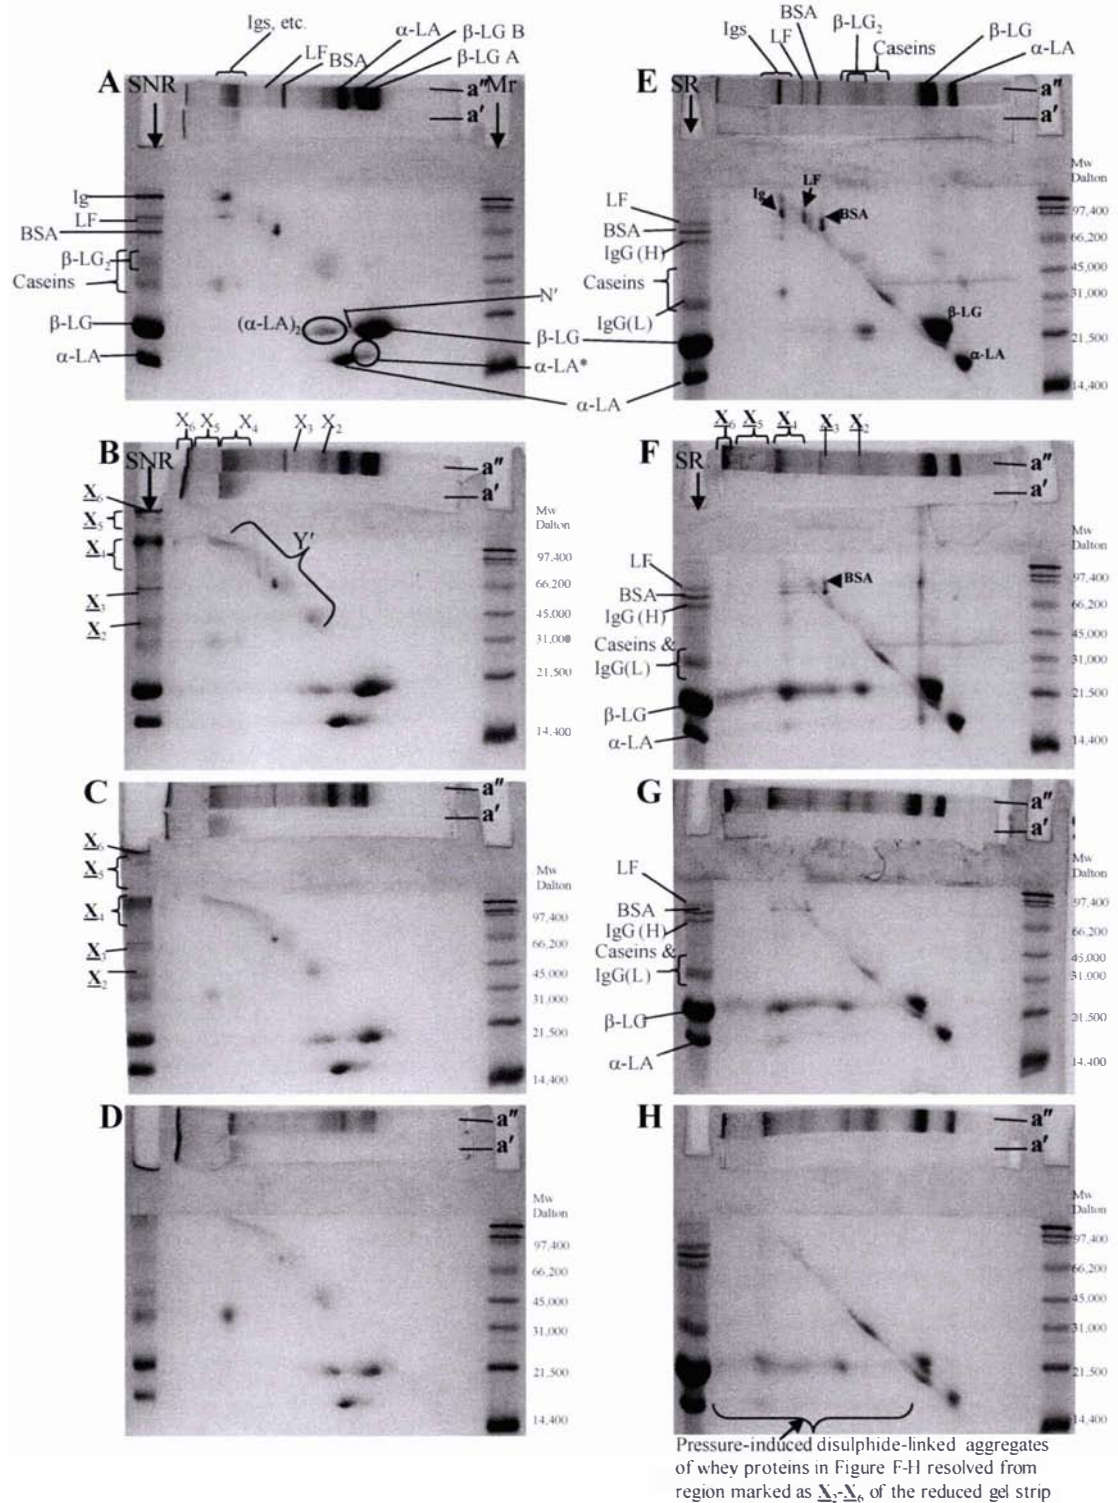 Igs, etc.
LF
BSA
α-LA
β-LG B
β-LG A
A
SNR
a″
Mr
a′
Ig
LF
BSA
β-LG₂
Caseins
β-LG
α-LA
(α-LA)₂
N′
β-LG
α-LA*
α-LA
BSA
Igs
LF
β-LG₂
Caseins
β-LG
α-LA
E
SR
a″
a′
Mw
Dalton
Ig
LF
BSA
LF
BSA
IgG (H)
Caseins
IgG(L)
β-LG
α-LA
97,400
66,200
45,000
31,000
21,500
14,400
X₆ X₅ X₄ X₃ X₂
B
SNR
a″
a′
X₆
X₅
X₄
X₃
X₂
Y′
Mw
Dalton
97,400
66,200
45,000
31,000
21,500
14,400
X₆ X₅ X₄ X₃ X₂
F
SR
a″
a′
Mw
Dalton
LF
BSA
BSA
IgG (H)
Caseins &
IgG(L)
β-LG
α-LA
97,400
66,200
45,000
31,000
21,500
14,400
C
a″
a′
X₆
X₅
X₄
X₃
X₂
Mw
Dalton
97,400
66,200
45,000
31,000
21,500
14,400
G
a″
a′
Mw
Dalton
LF
BSA
IgG (H)
Caseins &
IgG(L)
β-LG
α-LA
97,400
66,200
45,000
31.000
21,500
14.400
D
a″
a′
Mw
Dalton
97,400
66,200
45,000
31,000
21,500
14,400
H
a″
a′
Mw
Dalton
97,400
66,200
45,000
31,000
21,500
14,400
Pressure-induced disulphide-linked aggregates
of whey proteins in Figure F-H resolved from
region marked as X₂-X₆ of the reduced gel strip